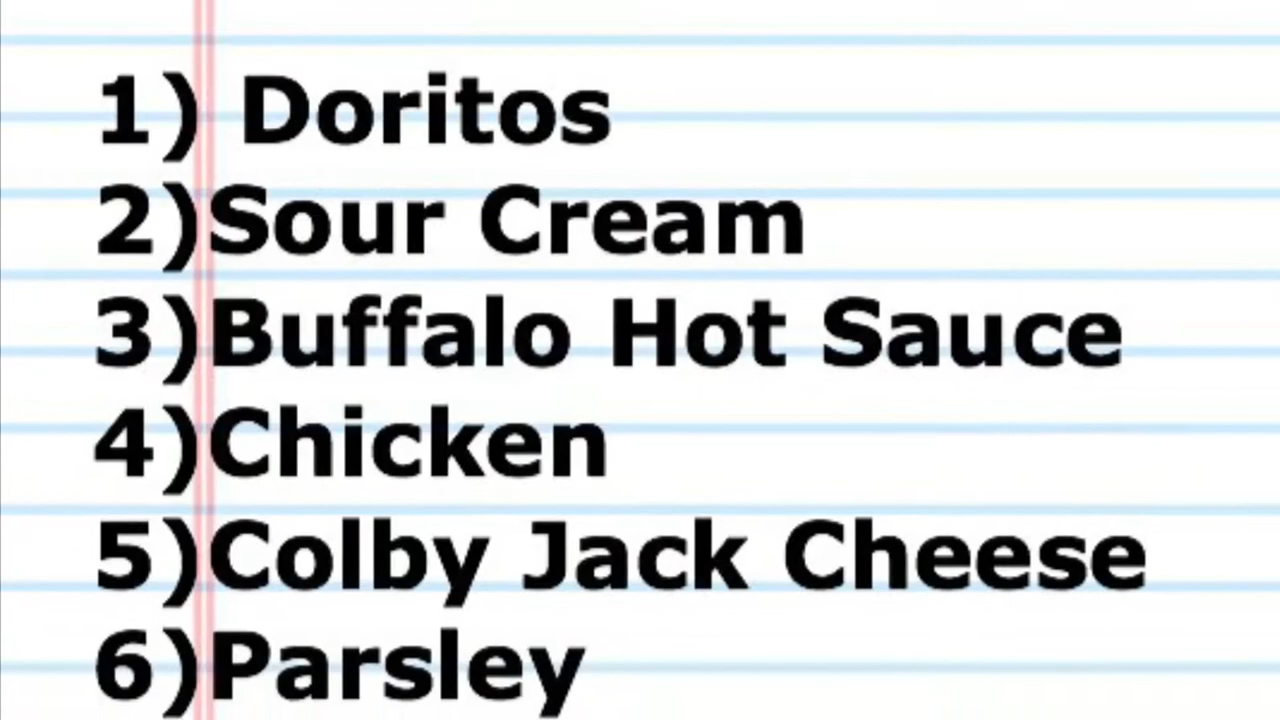 1) Doritos
2)Sour Cream
3)Buffalo Hot Sauce
4)Chicken
5)Colby Jack Cheese
6)Parsley